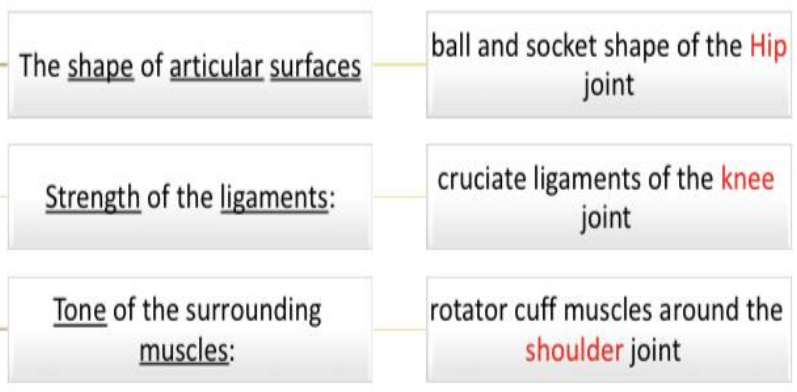 The shape of articular surfaces
ball and socket shape of the Hip
joint
Strength of the ligaments:
cruciate ligaments of the knee
joint
Tone of the surrounding
muscles:
rotator cuff muscles around the
shoulder joint